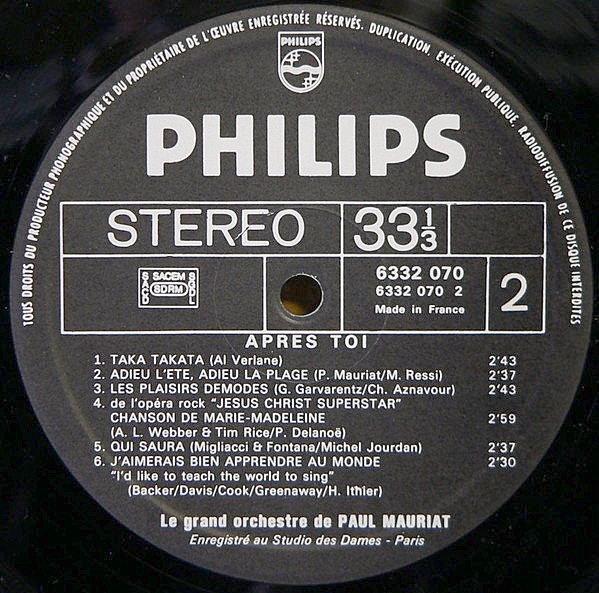 TOUS DROITS DU PRODUCTEUR PHONOGRAPHIQUE ET DU PROPRIÉTAIRE DE L'ŒUVRE ENREGISTRÉE RÉSERVÉS. DUPLICATION, EXÉCUTION PUBLIQUE, RADIODIFFUSION DE CE DISQUE INTERDITES
PHILIPS
PHILIPS
STEREO 33 1/3
SACEM
SACD SDRM SGDL
6332 070
6332 070 2
Made in France
2
APRES TOI
1. TAKA TAKATA (Al Verlane) 2'43
2. ADIEU L'ETE, ADIEU LA PLAGE (P. Mauriat/M. Ressi) 2'37
3. LES PLAISIRS DEMODES (G. Garvarentz/Ch. Aznavour) 2'43
4. de l'opéra rock "JESUS CHRIST SUPERSTAR"
CHANSON DE MARIE-MADELEINE 2'59
(A. L. Webber & Tim Rice/P. Delanoë)
5. QUI SAURA (Migliacci & Fontana/Michel Jourdan) 2'37
6. J'AIMERAIS BIEN APPRENDRE AU MONDE 2'30
"I'd like to teach the world to sing"
(Backer/Davis/Cook/Greenaway/H. Ithier)
Le grand orchestre de PAUL MAURIAT
Enregistré au Studio des Dames - Paris